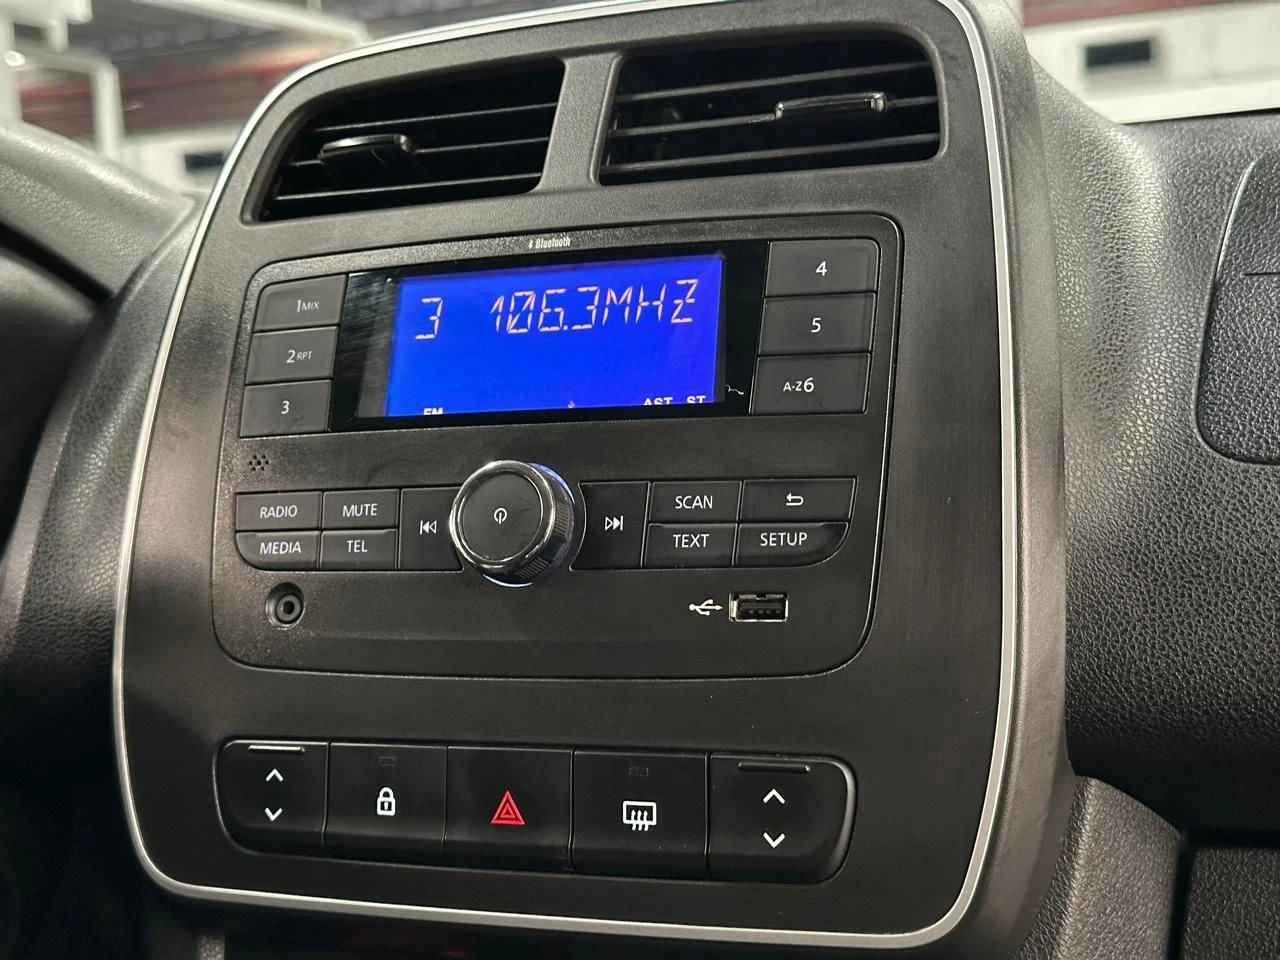 Bluetooth
1MIX
2RPT
3
3 106.3MHZ
FM AST ST
4
5
A-Z6
RADIO MUTE
MEDIA TEL
SCAN
TEXT SETUP